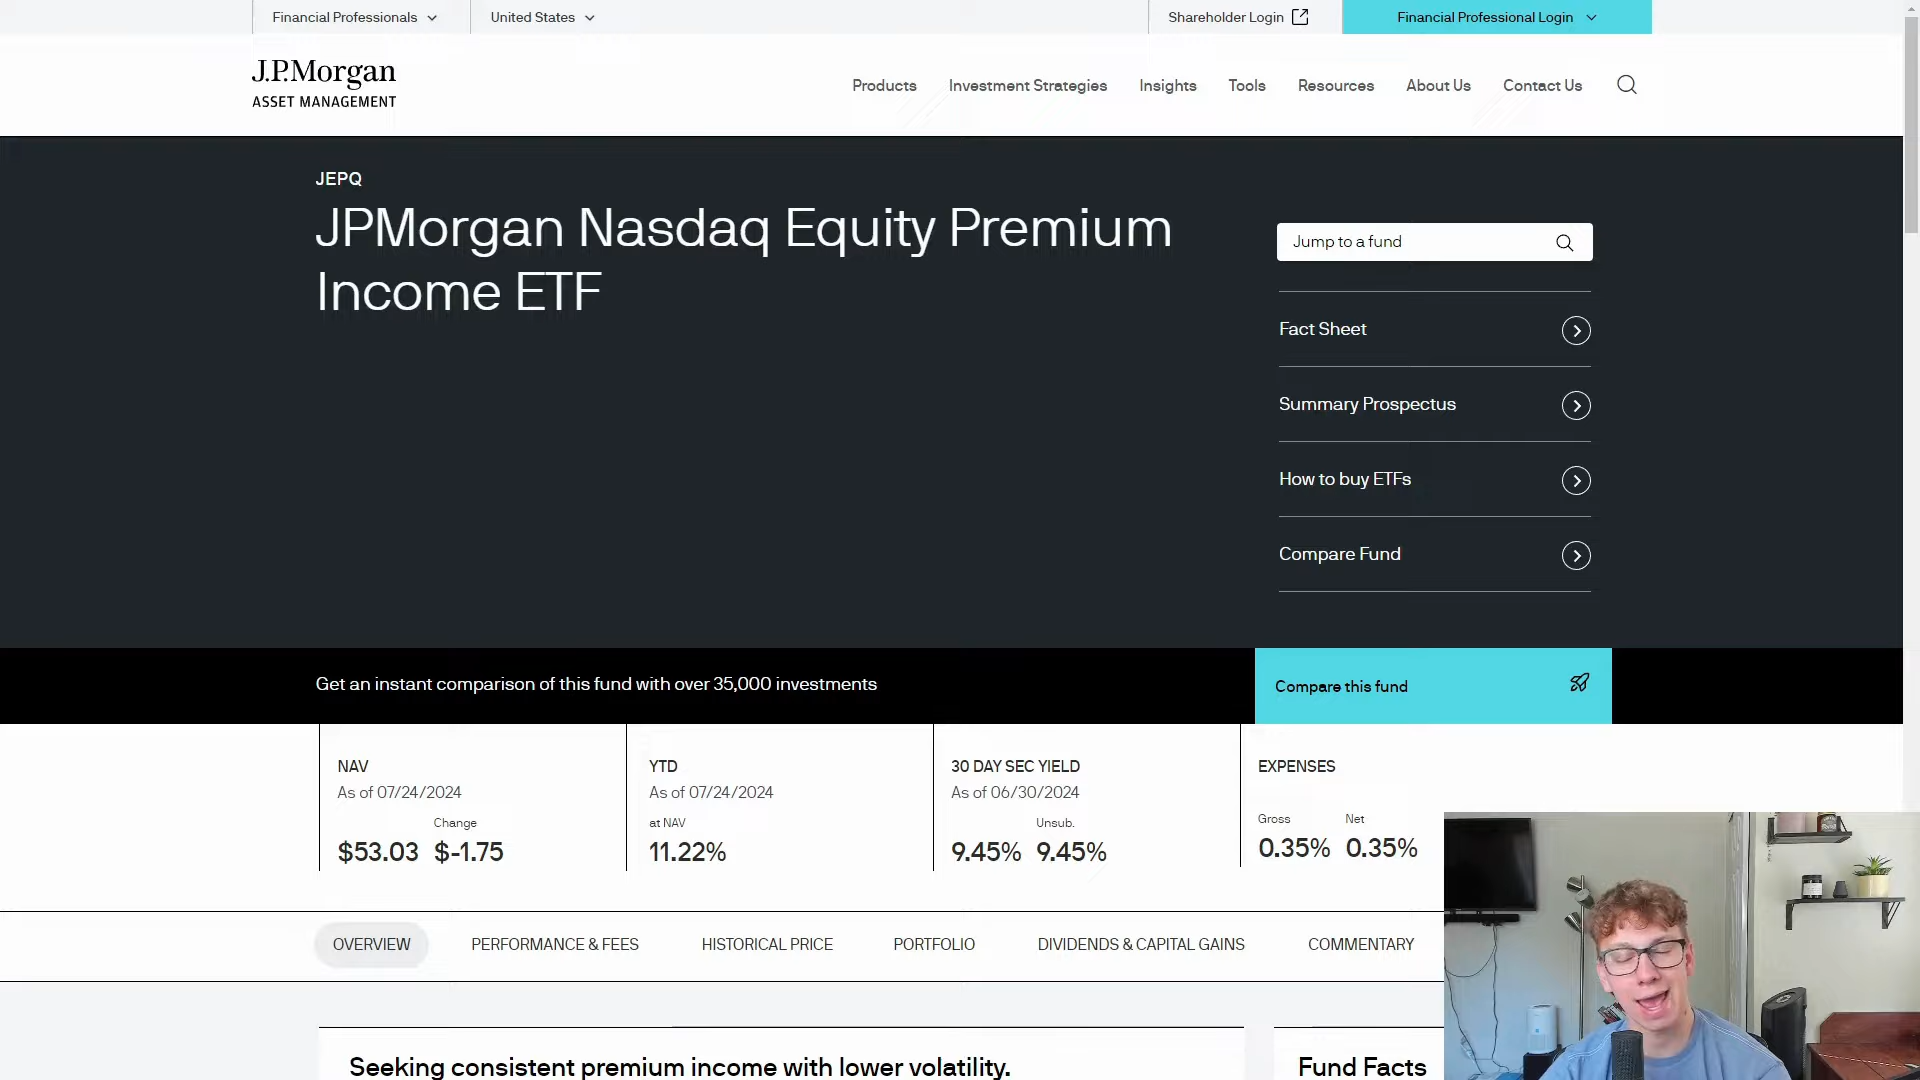 Financial Professionals
United States
Shareholder Login
Financial Professional Login
J.P.Morgan
ASSET MANAGEMENT
Products
Investment Strategies
Insights
Tools
Resources
About Us
Contact Us
JEPQ
JPMorgan Nasdaq Equity Premium
Income ETF
Jump to a fund
Fact Sheet
Summary Prospectus
How to buy ETFs
Compare Fund
Get an instant comparison of this fund with over 35,000 investments
Compare this fund
NAV
As of 07/24/2024
Change
$53.03 $-1.75
YTD
As of 07/24/2024
at NAV
11.22%
30 DAY SEC YIELD
As of 06/30/2024
Unsub.
9.45% 9.45%
EXPENSES
Gross Net
0.35% 0.35%
OVERVIEW
PERFORMANCE & FEES
HISTORICAL PRICE
PORTFOLIO
DIVIDENDS & CAPITAL GAINS
COMMENTARY
Seeking consistent premium income with lower volatility.
Fund Facts